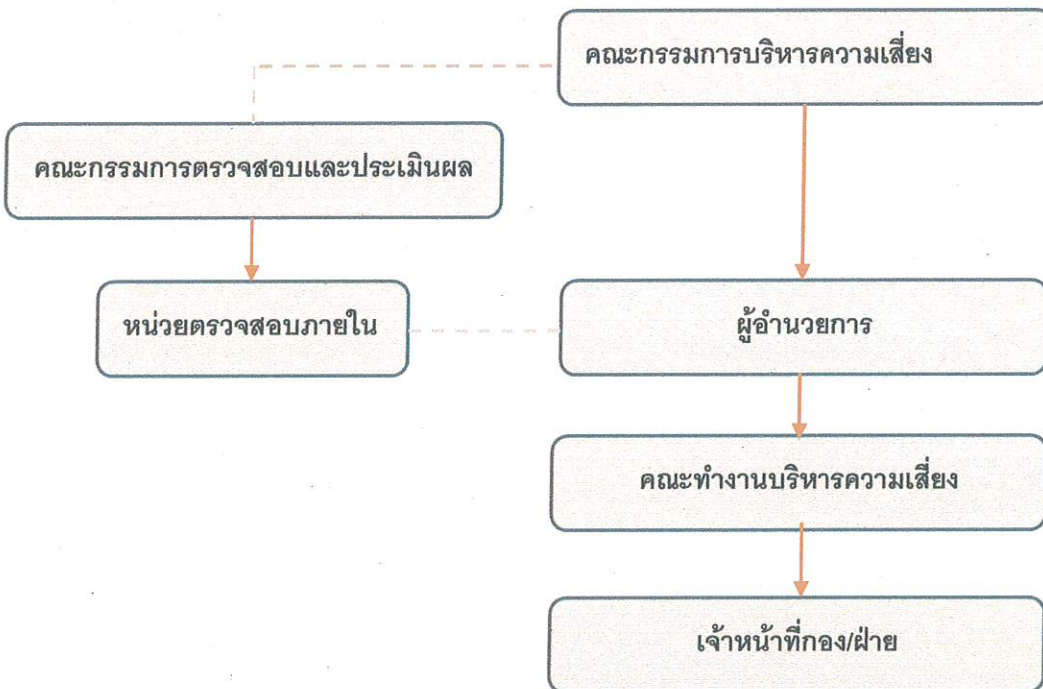 คณะกรรมการบริหารความเสี่ยง
คณะกรรมการตรวจสอบและประเมินผล
หน่วยตรวจสอบภายใน
ผู้อำนวยการ
คณะทำงานบริหารความเสี่ยง
เจ้าหน้าที่กอง/ฝ่าย